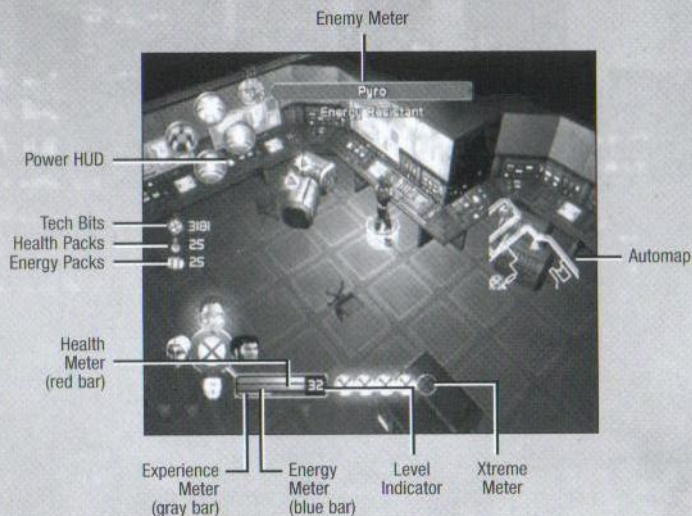 Enemy Meter
Pyro
Energy Resistant
Power HUD
Tech Bits
3181
Health Packs
25
Energy Packs
25
Automap
Health
Meter
(red bar)
32
Experience
Meter
(gray bar)
Energy
Meter
(blue bar)
Level
Indicator
Xtreme
Meter